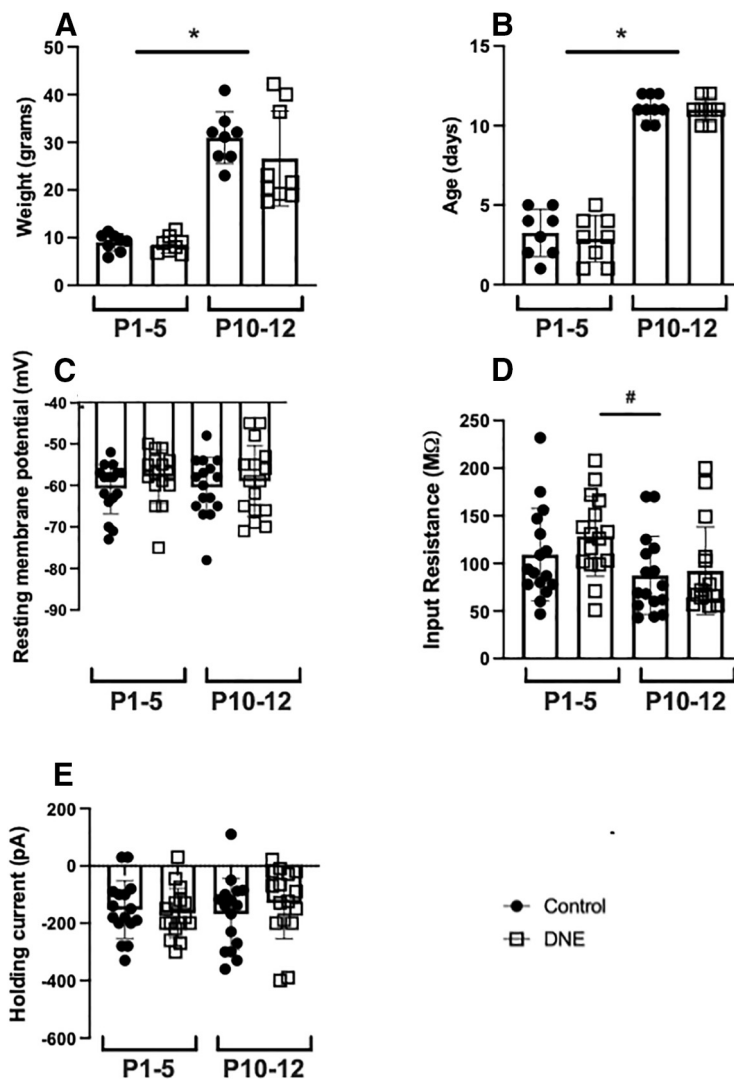 A
*
50
40
30
20
10
0
Weight (grams)
P1-5
P10-12
B
*
15
10
5
0
Age (days)
P1-5
P10-12
C
-40
-50
-60
-70
-80
-90
Resting membrane potential (mV)
P1-5
P10-12
D
#
250
200
150
100
50
0
Input Resistance (MΩ)
P1-5
P10-12
E
200
0
-200
-400
-600
Holding current (pA)
P1-5
P10-12
Control
DNE